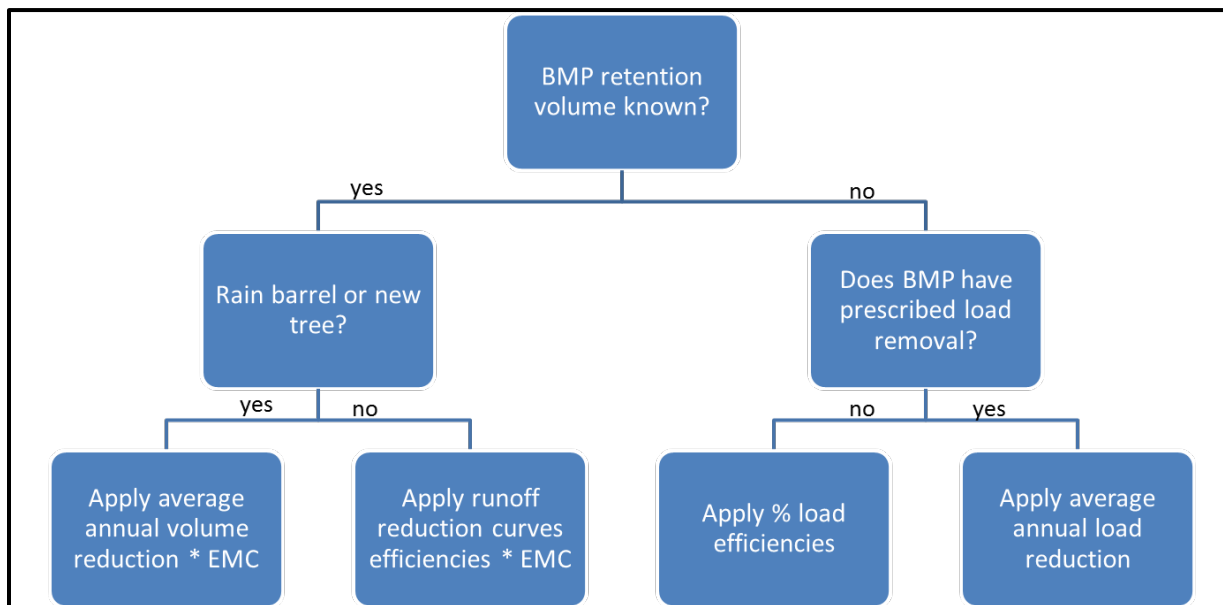 BMP retention
volume known?
yes
no
Rain barrel or new
tree?
Does BMP have
prescribed load
removal?
yes
no
no
yes
Apply average
annual volume
reduction * EMC
Apply runoff
reduction curves
efficiencies * EMC
Apply % load
efficiencies
Apply average
annual load
reduction